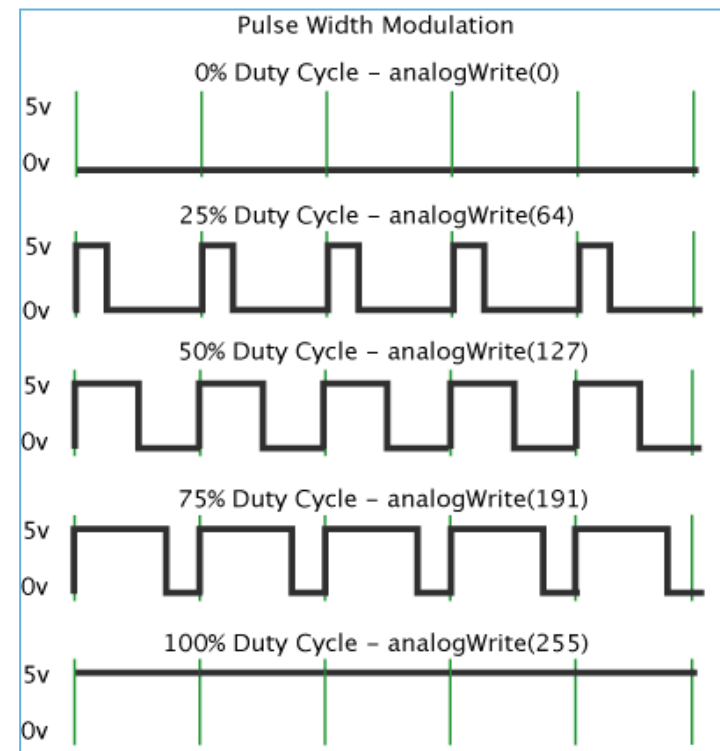 Pulse Width Modulation
0% Duty Cycle – analogWrite(0)
5v
0v
25% Duty Cycle – analogWrite(64)
5v
0v
50% Duty Cycle – analogWrite(127)
5v
0v
75% Duty Cycle – analogWrite(191)
5v
0v
100% Duty Cycle – analogWrite(255)
5v
0v